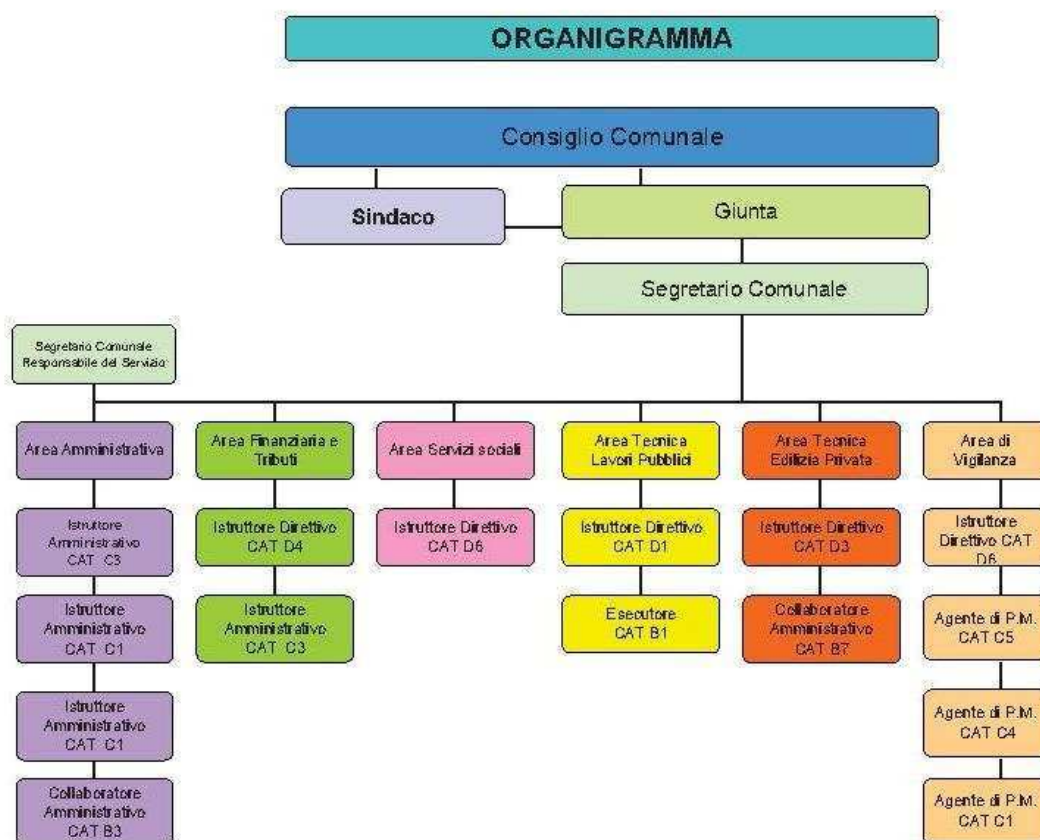 ORGANIGRAMMA
Consiglio Comunale
Sindaco
Giunta
Segretario Comunale
Segretario Comunale
Responsabile del Servizio
Area Amministrativa
Area Finanziaria e
Tributi
Area Servizi sociali
Area Tecnica
Lavori Pubblici
Area Tecnica
Edilizia Privata
Area di
Vigilanza
Istruttore
Amministrativo
CAT C3
Istruttore Direttivo
CAT D4
Istruttore Direttivo
CAT D6
Istruttore Direttivo
CAT D1
Istruttore Direttivo
CAT D3
Istruttore
Direttivo CAT
D6
Istruttore
Amministrativo
CAT C1
Istruttore
Amministrativo
CAT C3
Esecutore
CAT B1
Collaboratore
Amministrativo
CAT B7
Agente di P.M.
CAT C5
Istruttore
Amministrativo
CAT C1
Agente di P.M.
CAT C4
Collaboratore
Amministrativo
CAT B3
Agente di P.M.
CAT C1